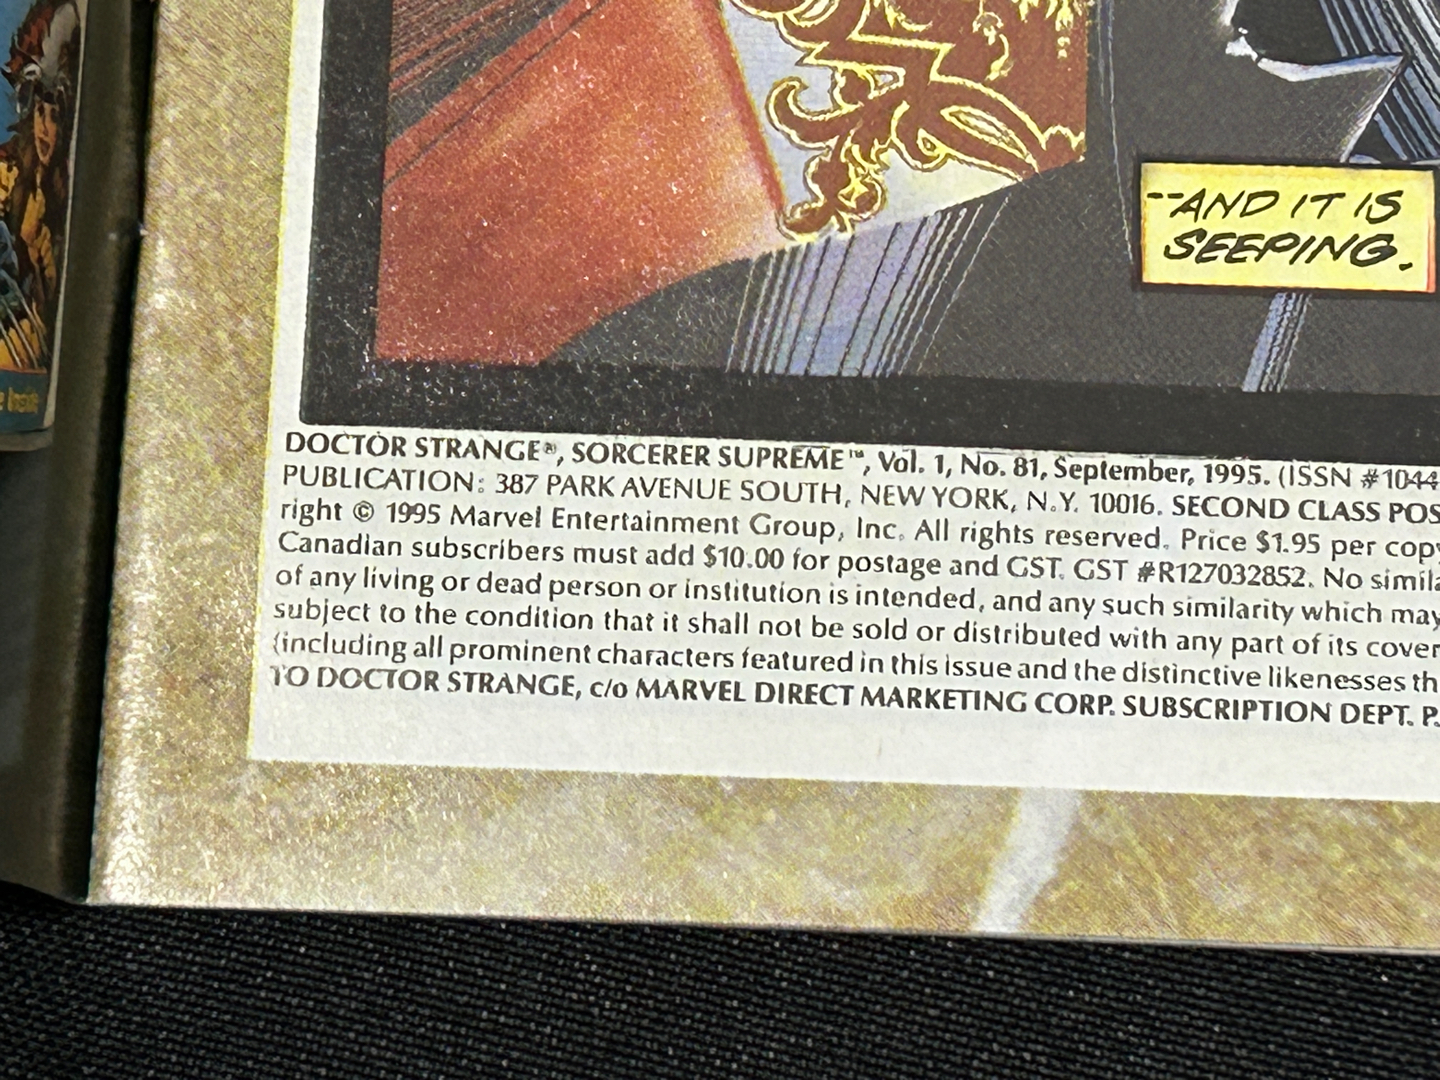 --AND IT IS
SEEPING.
DOCTOR STRANGE®, SORCERER SUPREME™, Vol. 1, No. 81, September, 1995. (ISSN #1044
PUBLICATION: 387 PARK AVENUE SOUTH, NEW YORK, N.Y. 10016. SECOND CLASS POS
right © 1995 Marvel Entertainment Group, Inc. All rights reserved. Price $1.95 per copy
Canadian subscribers must add $10.00 for postage and GST. GST #R127032852. No simila
of any living or dead person or institution is intended, and any such similarity which may
subject to the condition that it shall not be sold or distributed with any part of its cover
(including all prominent characters featured in this issue and the distinctive likenesses th
TO DOCTOR STRANGE, c/o MARVEL DIRECT MARKETING CORP. SUBSCRIPTION DEPT. P.